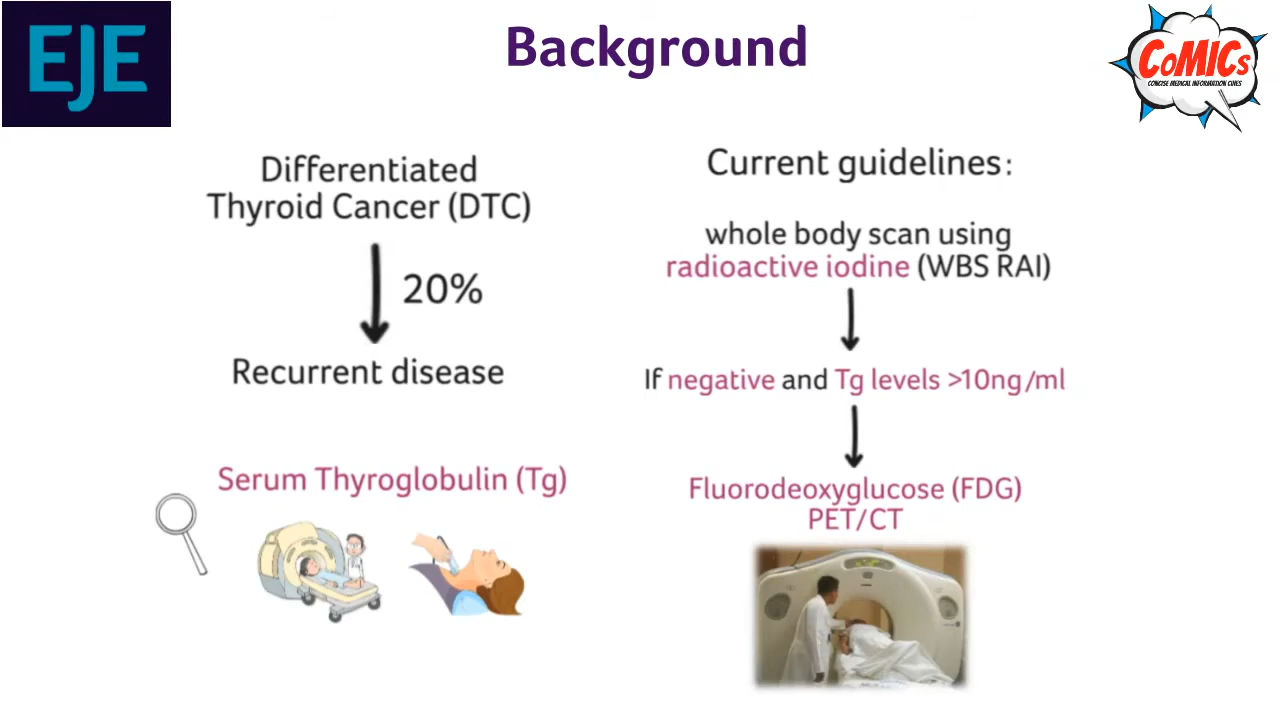 EJE
Background
CoMICs
CONCISE MEDICAL INFORMATION CINES
Differentiated
Thyroid Cancer (DTC)
20%
Recurrent disease
Serum Thyroglobulin (Tg)
Current guidelines:
whole body scan using
radioactive iodine (WBS RAI)
If negative and Tg levels >10ng/ml
Fluorodeoxyglucose (FDG)
PET/CT